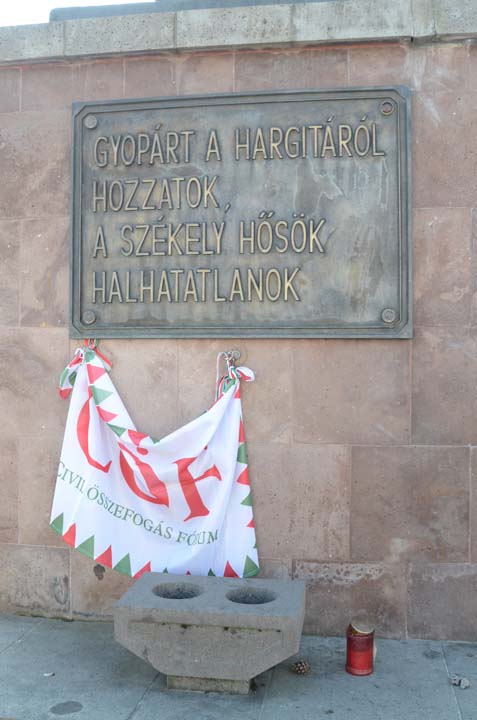 GYOPÁRT A HARGITÁRÓL
HOZZATOK,
A SZÉKELY HŐSÖK
HALHATATLANOK
CÖF
CIVIL ÖSSZEFOGÁS FÓRUM